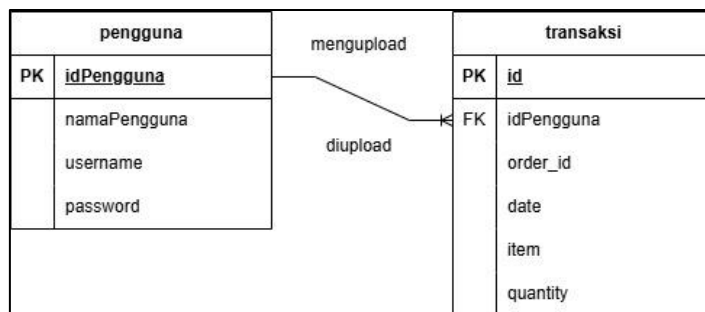 pengguna
PK idPengguna
namaPengguna
username
password
mengupload
diupload
transaksi
PK id
FK idPengguna
order_id
date
item
quantity